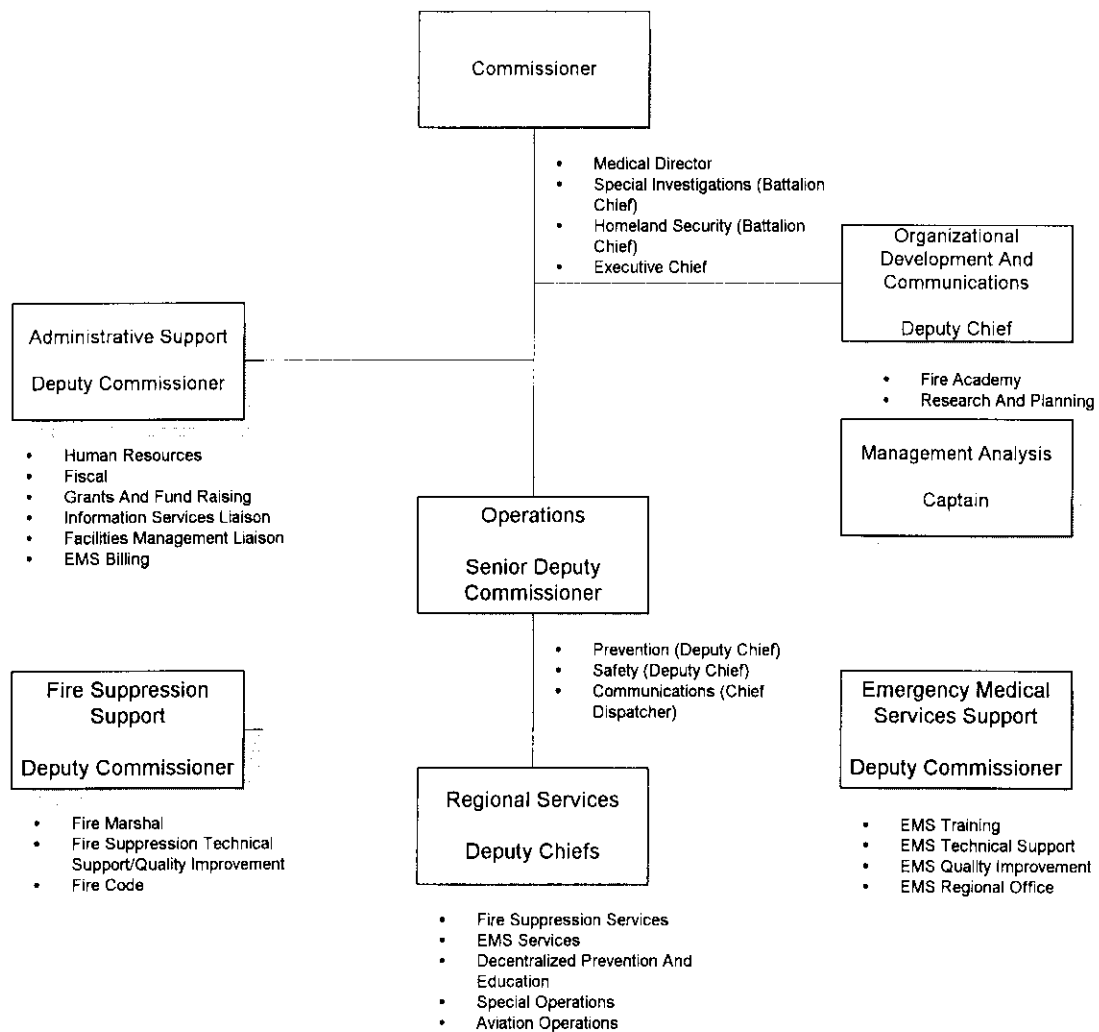 Commissioner
• Medical Director
• Special Investigations (Battalion
Chief)
• Homeland Security (Battalion
Chief)
• Executive Chief
Organizational
Development And
Communications
Deputy Chief
• Fire Academy
• Research And Planning
Administrative Support
Deputy Commissioner
• Human Resources
• Fiscal
• Grants And Fund Raising
• Information Services Liaison
• Facilities Management Liaison
• EMS Billing
Management Analysis
Captain
Operations
Senior Deputy
Commissioner
• Prevention (Deputy Chief)
• Safety (Deputy Chief)
• Communications (Chief
Dispatcher)
Fire Suppression
Support
Deputy Commissioner
• Fire Marshal
• Fire Suppression Technical
Support/Quality Improvement
• Fire Code
Emergency Medical
Services Support
Deputy Commissioner
• EMS Training
• EMS Technical Support
• EMS Quality Improvement
• EMS Regional Office
Regional Services
Deputy Chiefs
• Fire Suppression Services
• EMS Services
• Decentralized Prevention And
Education
• Special Operations
• Aviation Operations